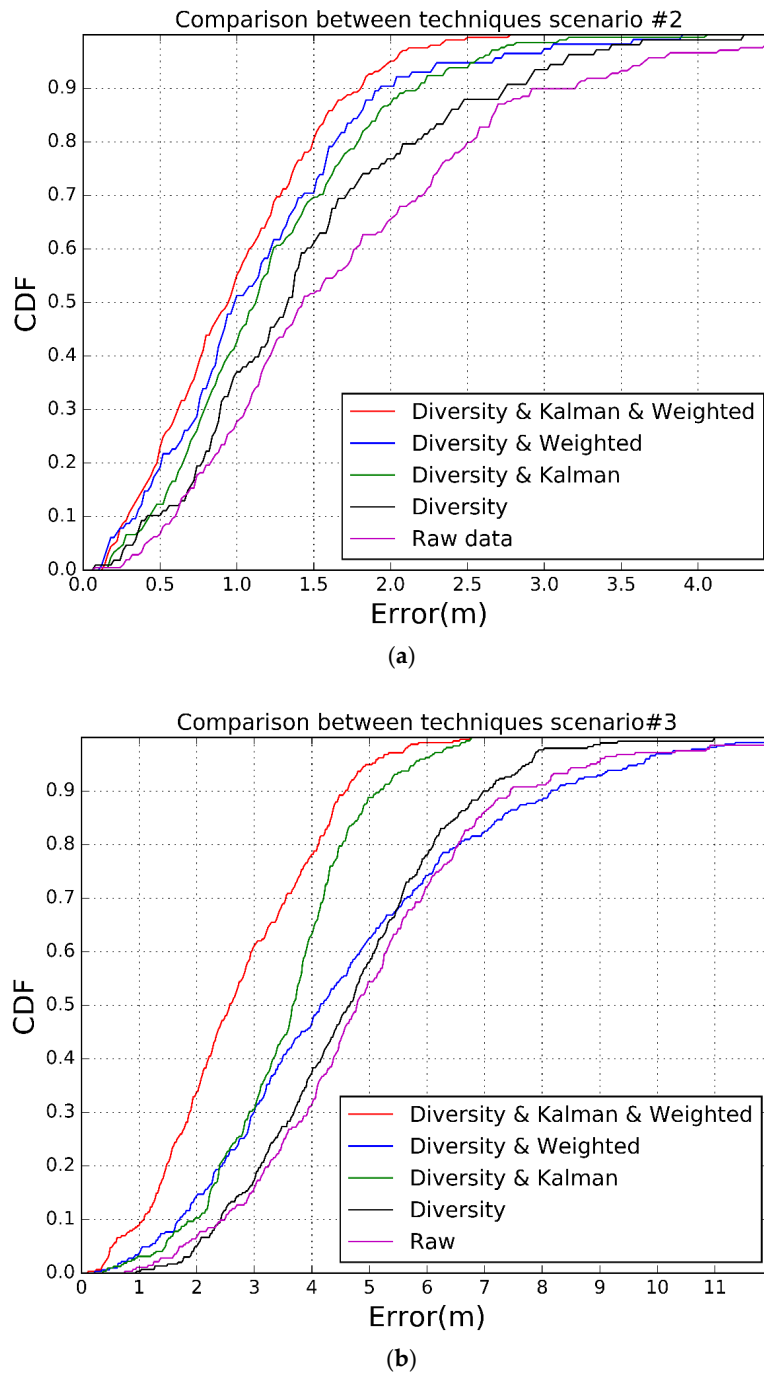 Comparison between techniques scenario #2
0.9
0.8
0.7
0.6
0.5
0.4
0.3
0.2
0.1
0.0
CDF
Diversity & Kalman & Weighted
Diversity & Weighted
Diversity & Kalman
Diversity
Raw data
0.0 0.5 1.0 1.5 2.0 2.5 3.0 3.5 4.0
Error(m)
(a)
Comparison between techniques scenario#3
0.9
0.8
0.7
0.6
0.5
0.4
0.3
0.2
0.1
0.0
CDF
Diversity & Kalman & Weighted
Diversity & Weighted
Diversity & Kalman
Diversity
Raw
0 1 2 3 4 5 6 7 8 9 10 11
Error(m)
(b)